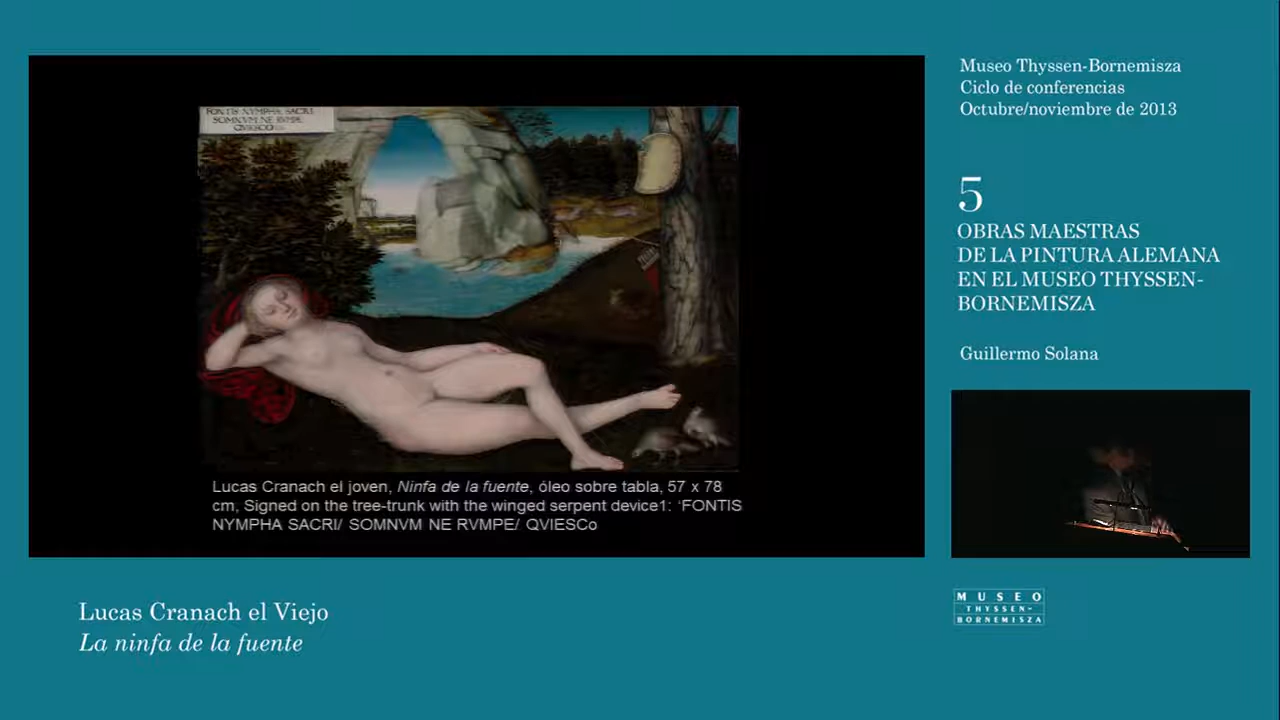 FONTIS NYMPHA SACRI
SOMNVM NE RVMPE
QVIESCO
Lucas Cranach el joven, Ninfa de la fuente, óleo sobre tabla, 57 x 78
cm, Signed on the tree-trunk with the winged serpent device1: ‘FONTIS
NYMPHA SACRI/ SOMNVM NE RVMPE/ QVIESCo
Museo Thyssen-Bornemisza
Ciclo de conferencias
Octubre/noviembre de 2013
5
OBRAS MAESTRAS
DE LA PINTURA ALEMANA
EN EL MUSEO THYSSEN-
BORNEMISZA
Guillermo Solana
Lucas Cranach el Viejo
La ninfa de la fuente
MUSEO
THYSSEN-
BORNEMISZA